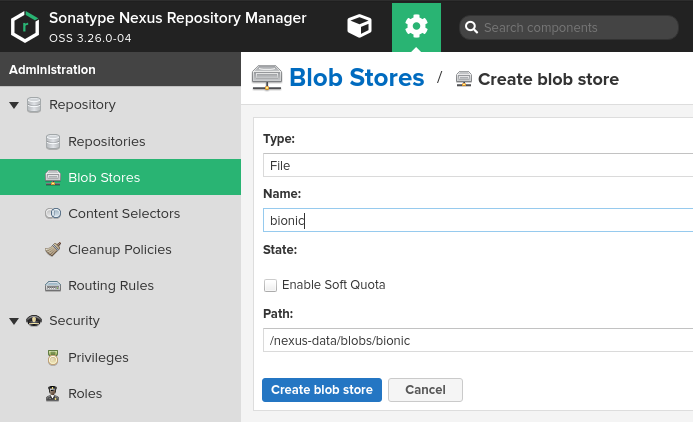 Sonatype Nexus Repository Manager
OSS 3.26.0-04
Search components
Administration
Repository
Repositories
Blob Stores
Content Selectors
Cleanup Policies
Routing Rules
Security
Privileges
Roles
Blob Stores / Create blob store
Type:
File
Name:
bionic
State:
Enable Soft Quota
Path:
/nexus-data/blobs/bionic
Create blob store Cancel